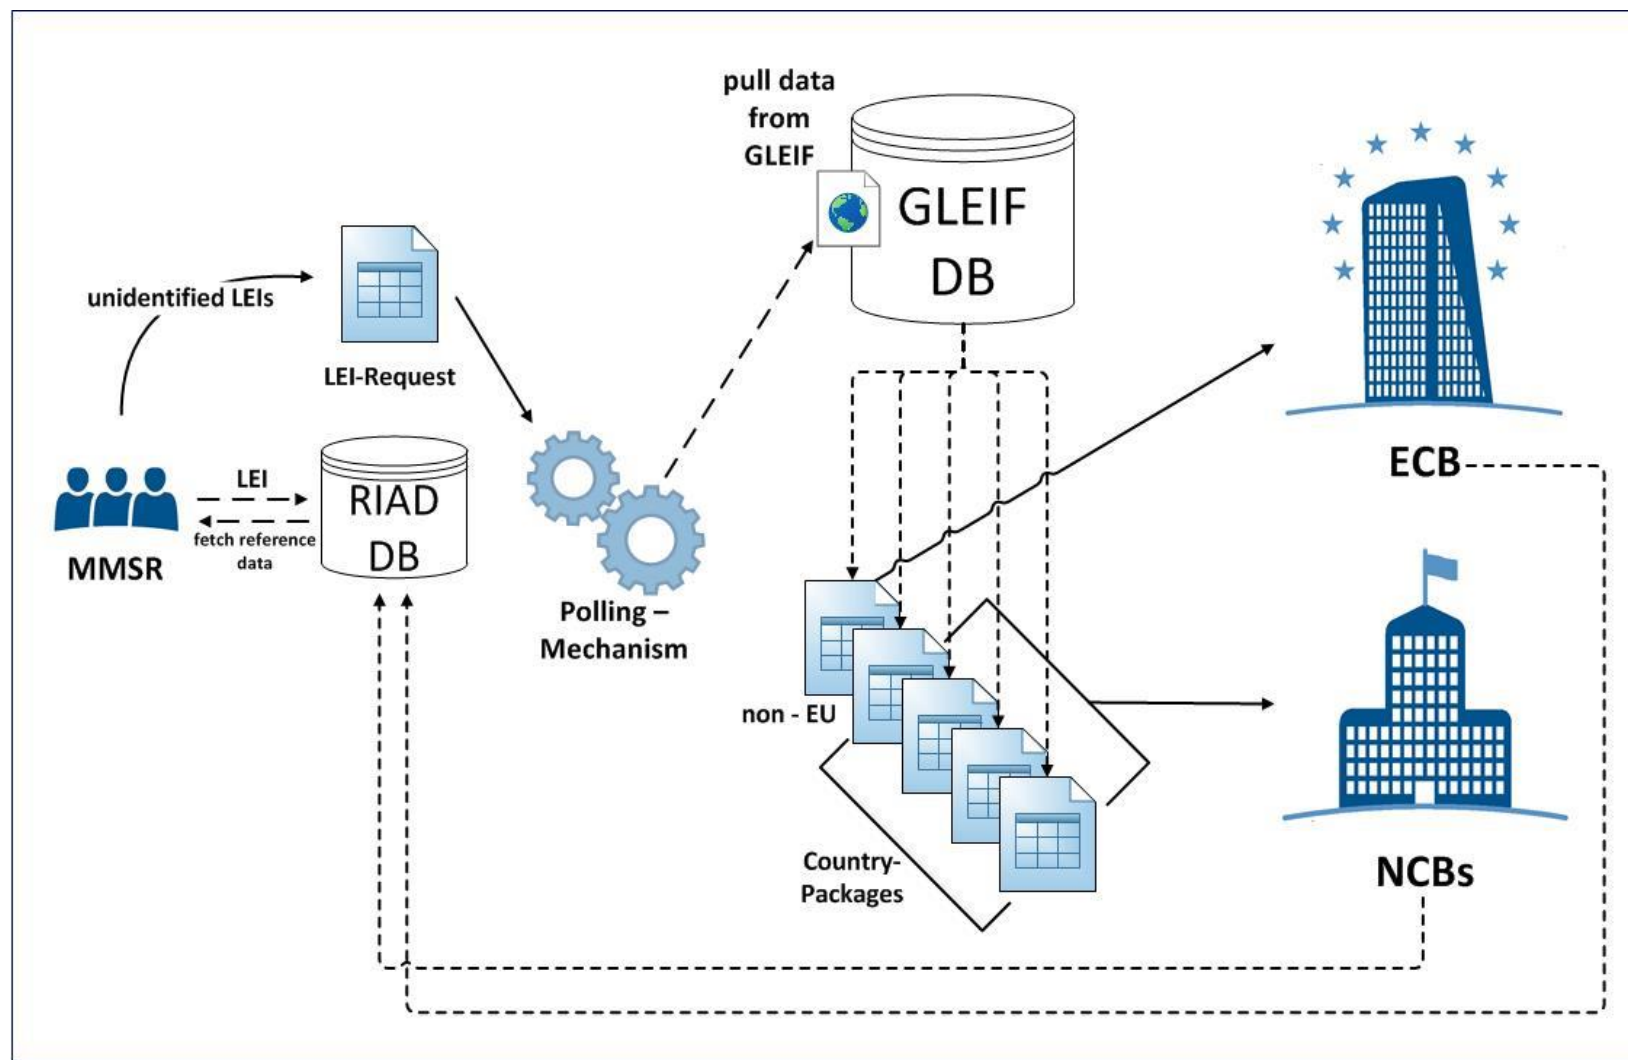 pull data
from
GLEIF
GLEIF
DB
unidentified LEIs
LEI-Request
LEI
RIAD
DB
fetch reference
data
MMSR
ECB
Polling –
Mechanism
non - EU
Country-
Packages
NCBs